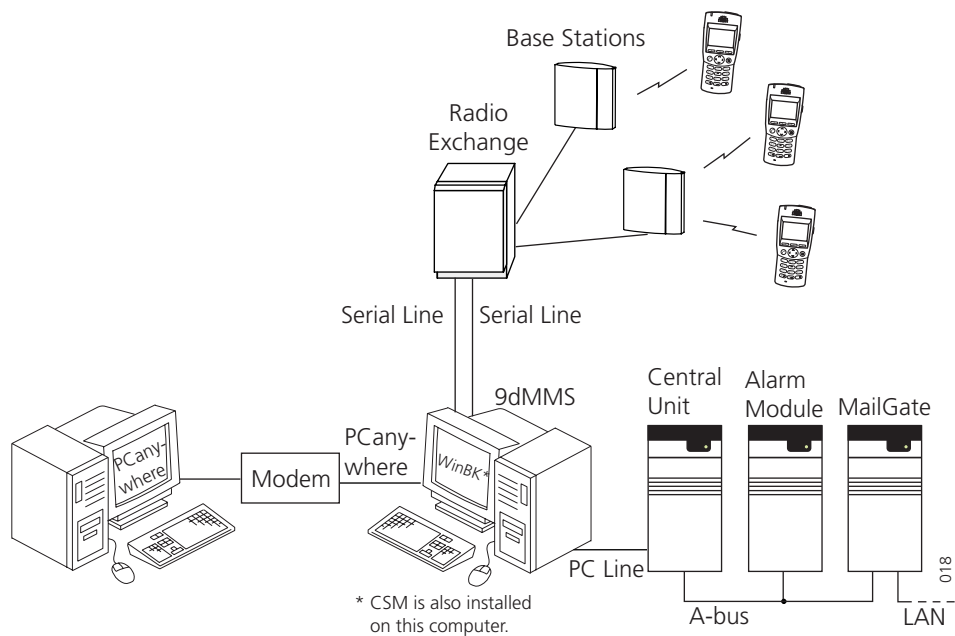 Base Stations
Radio
Exchange
Serial Line
Serial Line
9dMMS
Central
Unit
Alarm
Module
MailGate
PCany-
where
Modem
PCany-
where
WinBK*
PC Line
A-bus
LAN
018
* CSM is also installed
on this computer.